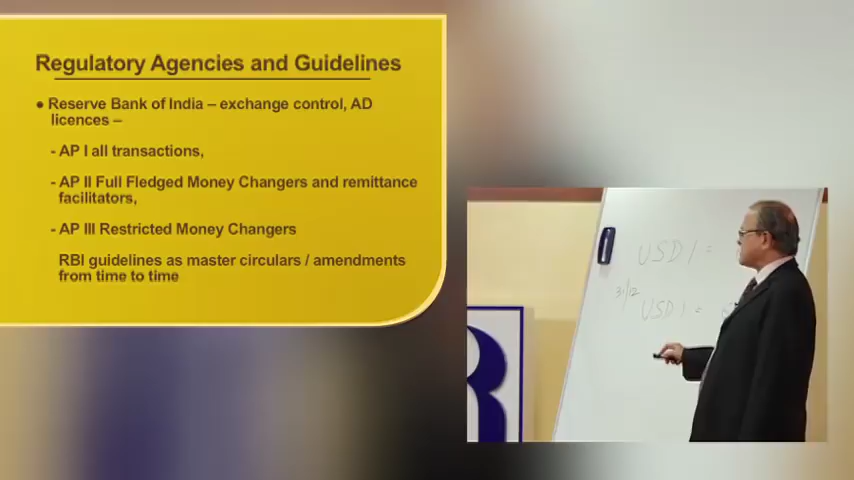 Regulatory Agencies and Guidelines
● Reserve Bank of India – exchange control, AD
licences –
- AP I all transactions,
- AP II Full Fledged Money Changers and remittance
facilitators,
- AP III Restricted Money Changers
RBI guidelines as master circulars / amendments
from time to time
USD 1 =
31/12
USD 1 =